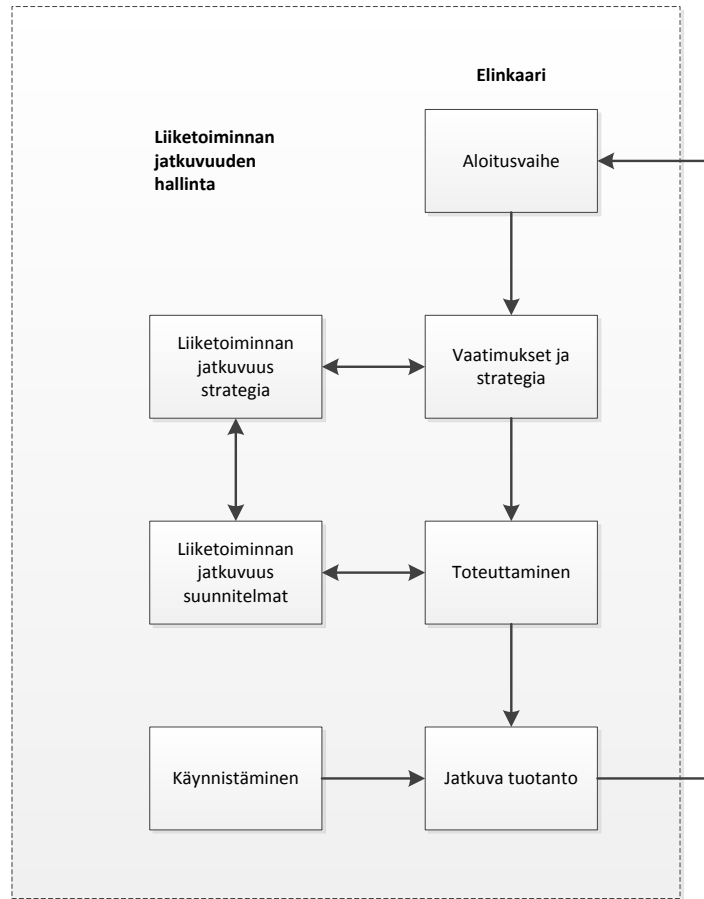 Elinkaari
Liiketoiminnan
jatkuvuuden
hallinta
Aloitusvaihe
Liiketoiminnan
jatkuvuus
strategia
Vaatimukset ja
strategia
Liiketoiminnan
jatkuvuus
suunnitelmat
Toteuttaminen
Käynnistäminen
Jatkuva tuotanto